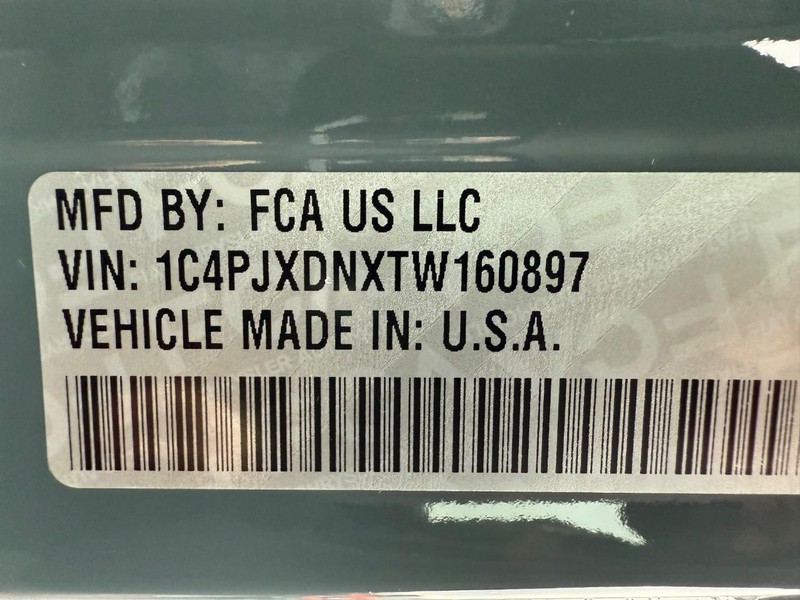 MFD BY: FCA US LLC
VIN: 1C4PJXDNXTW160897
VEHICLE MADE IN: U.S.A.